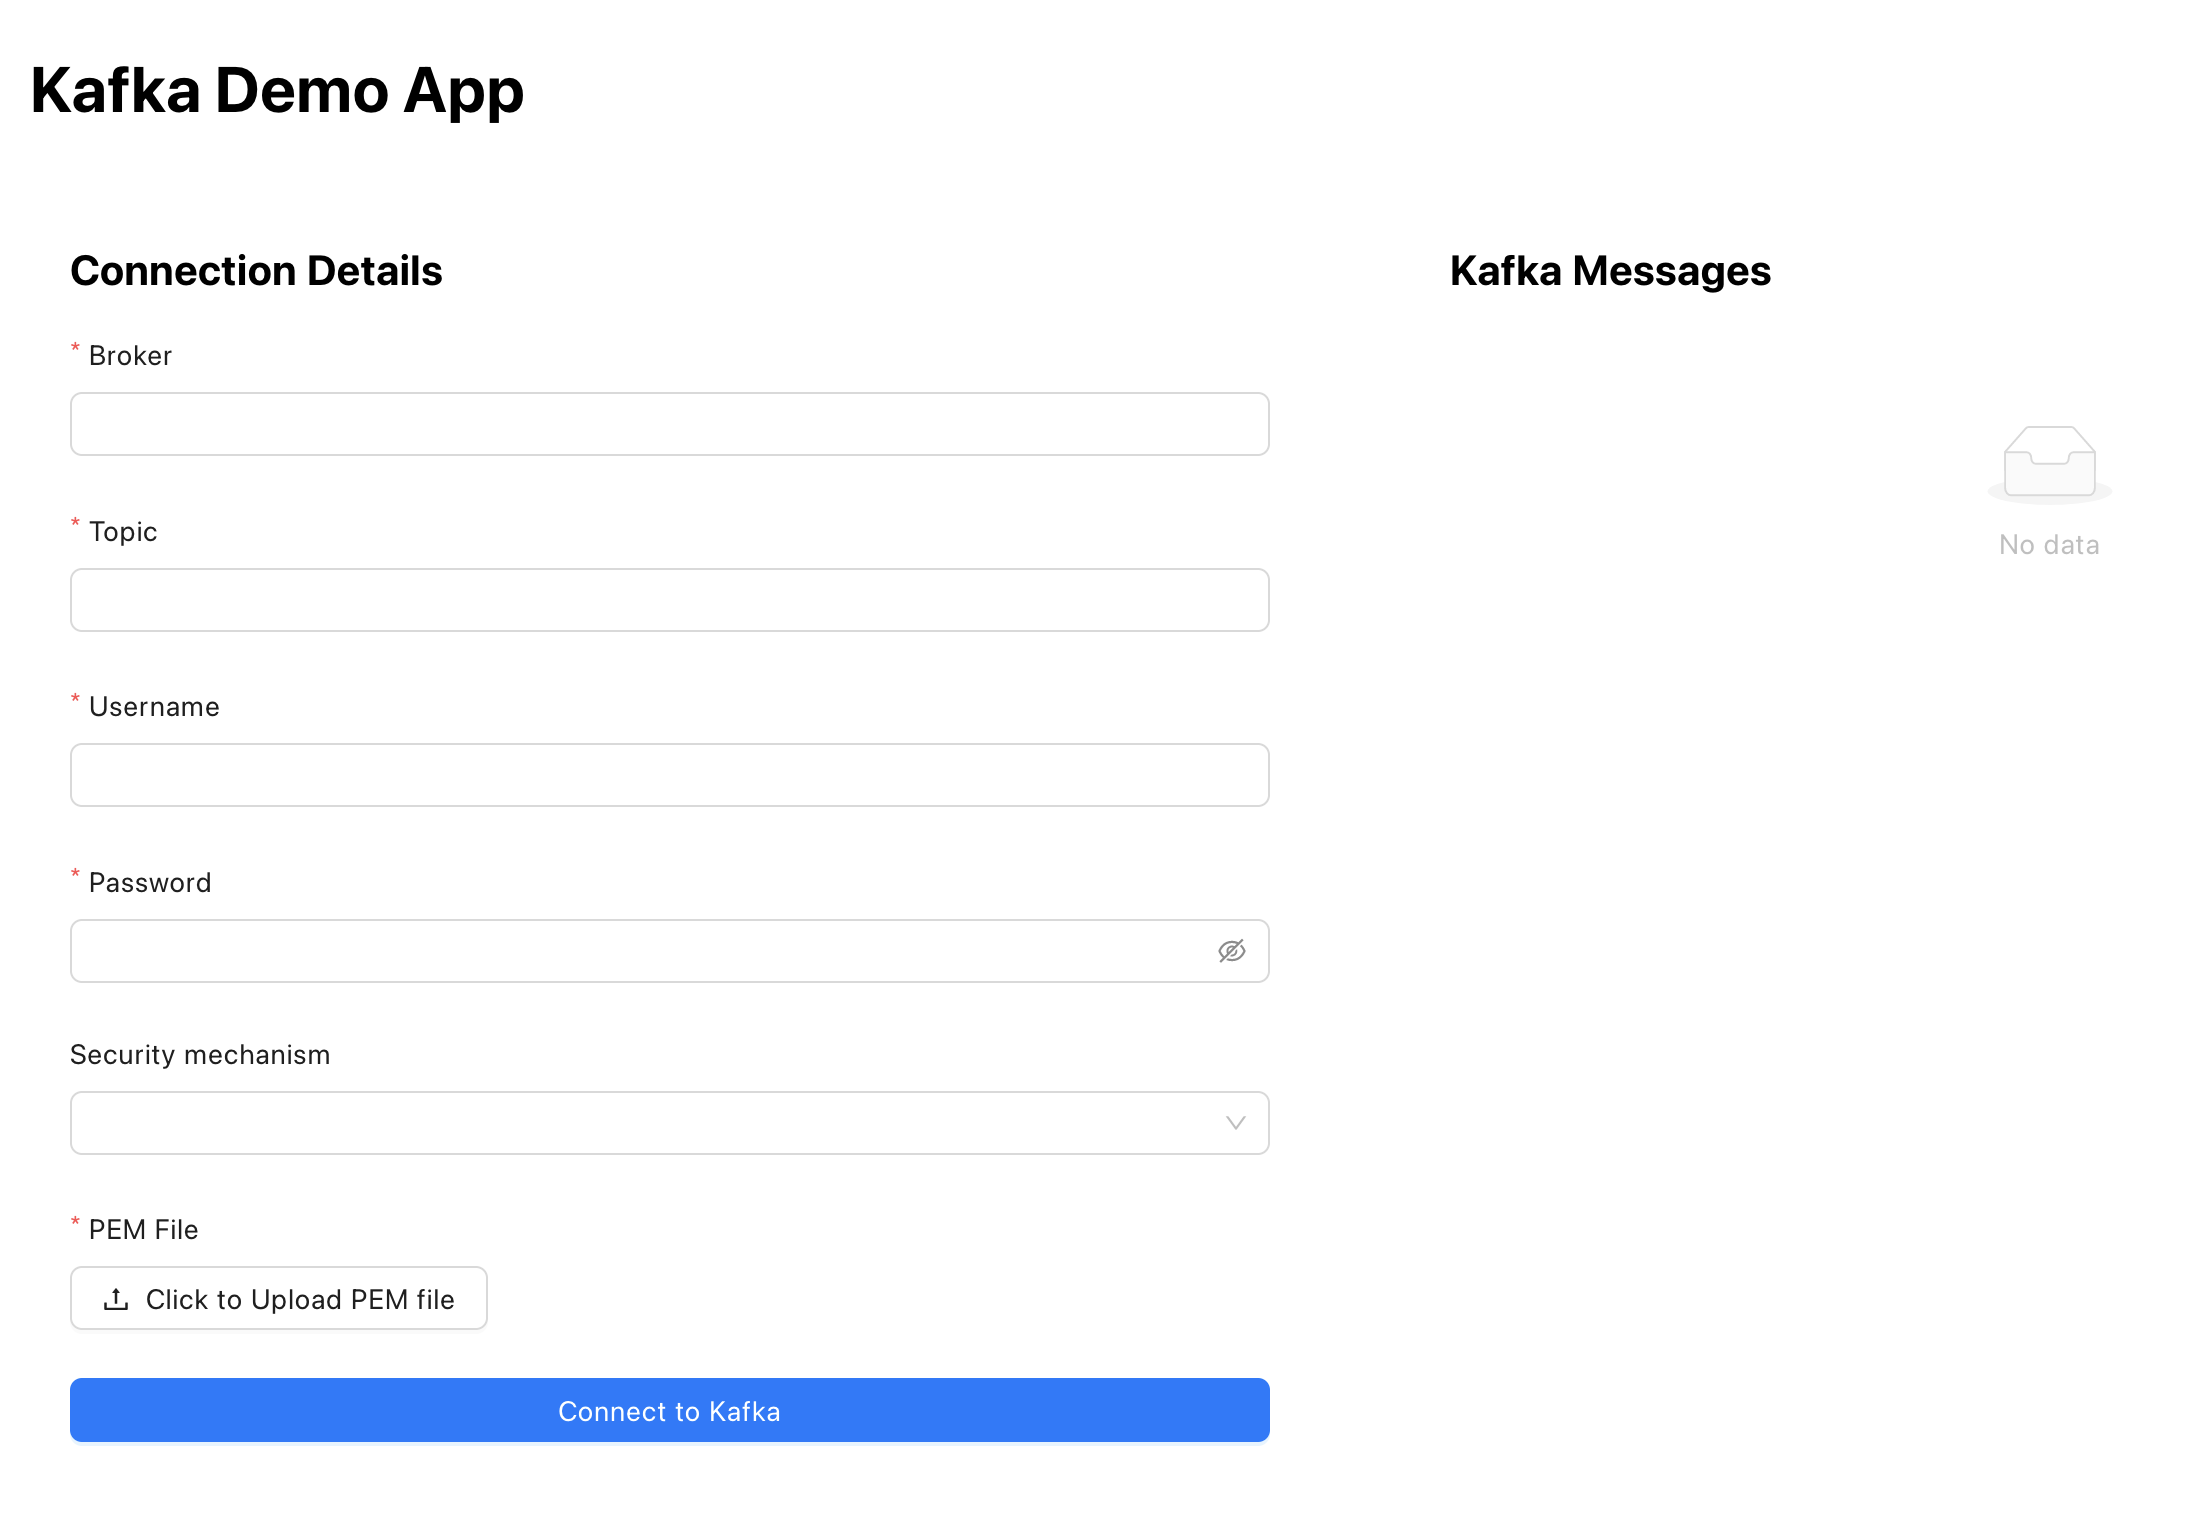 Kafka Demo App
Connection Details
* Broker
* Topic
* Username
* Password
Security mechanism
* PEM File
Click to Upload PEM file
Connect to Kafka
Kafka Messages
No data